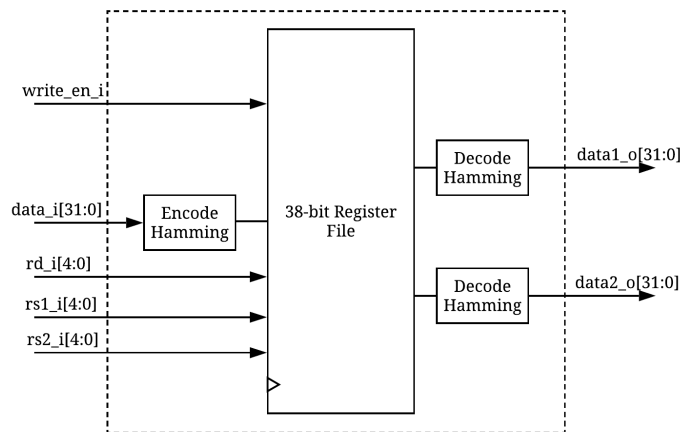 write_en_i
data_i[31:0]
Encode
Hamming
rd_i[4:0]
rs1_i[4:0]
rs2_i[4:0]
38-bit Register
File
Decode
Hamming
data1_o[31:0]
Decode
Hamming
data2_o[31:0]